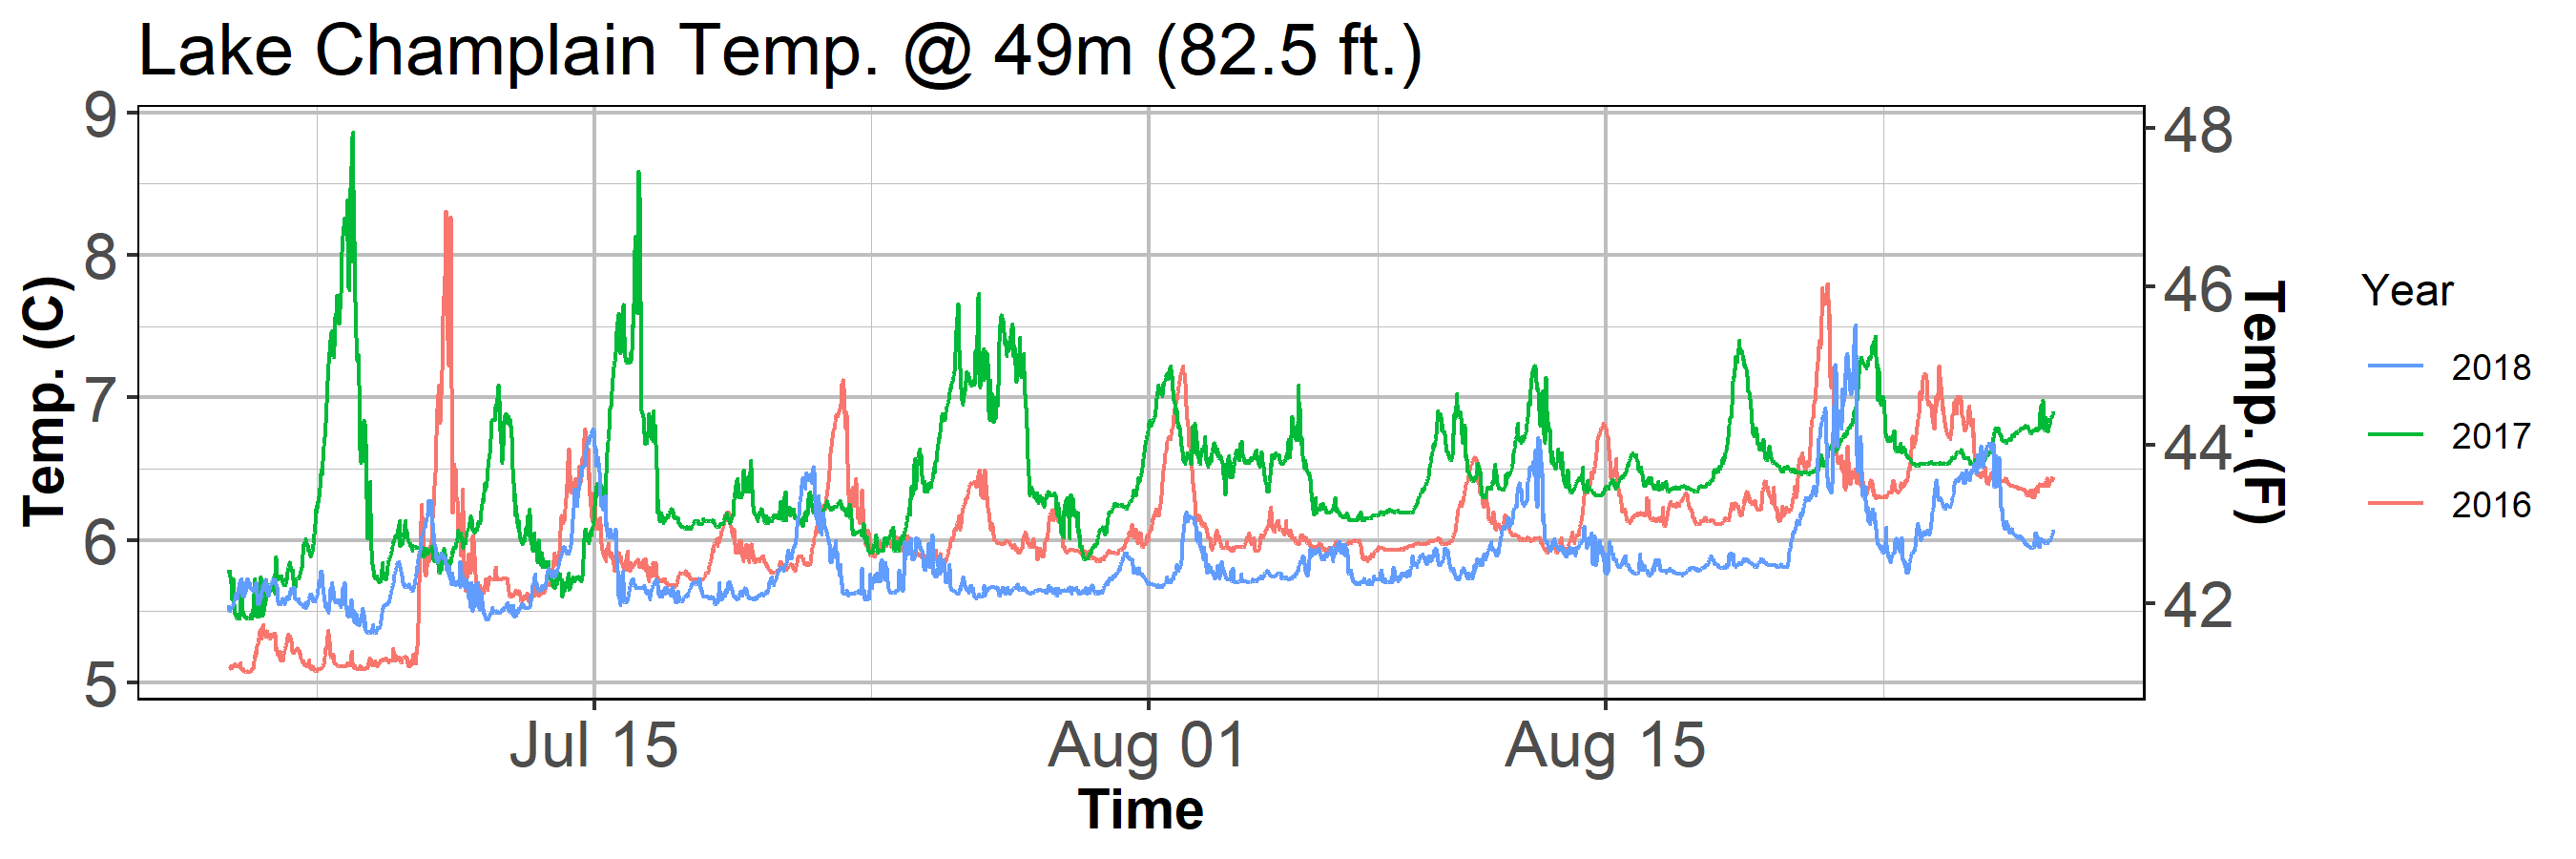 Lake Champlain Temp. @ 49m (82.5 ft.)
9
8
7
6
5
Temp. (C)
48
46
44
42
Temp. (F)
Jul 15
Aug 01
Aug 15
Time
Year
2018
2017
2016